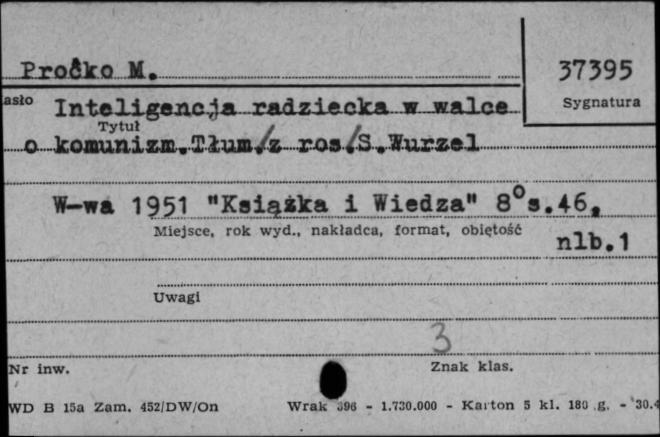 Procko M.
37395
asło
Sygnatura
Inteligencja radziecka w walce
Tytuł
o komunizm.Tłum./z ros/.S.Wurzel
W-wa 1951 "Książka i Wiedza" 8° s.46,
Miejsce, rok wyd., nakładca, format, obiętość
nlb.1
Uwagi
3
Nr inw.
Znak klas.
WD B 15a Zam. 452/DW/On
Wrak 396 - 1.730.000 - Karton 5 kl. 180 g. - 30.4